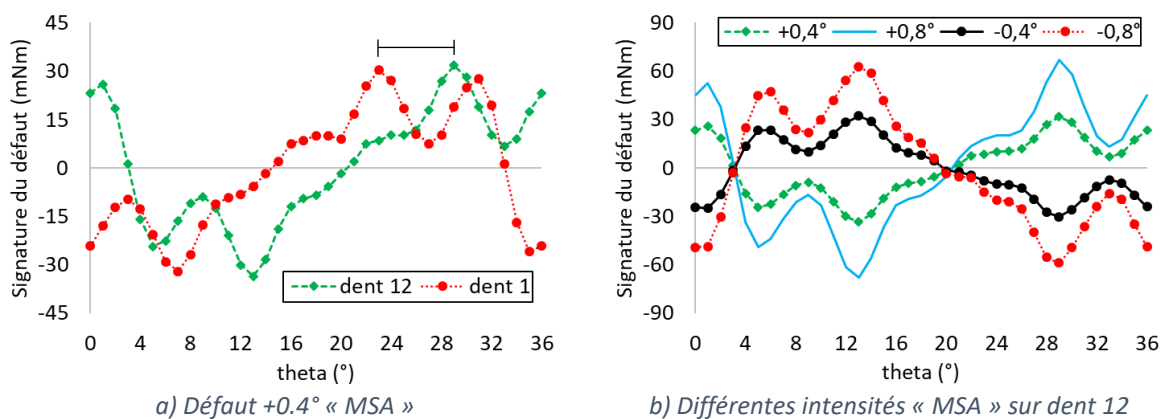 Signature du défaut (mNm)
45
30
15
0
-15
-30
-45
dent 12 dent 1
0 4 8 12 16 20 24 28 32 36
theta (°)
a) Défaut +0.4° « MSA »
Signature du défaut (mNm)
90
60
30
0
-30
-60
-90
+0,4° +0,8° -0,4° -0,8°
0 4 8 12 16 20 24 28 32 36
theta (°)
b) Différentes intensités « MSA » sur dent 12